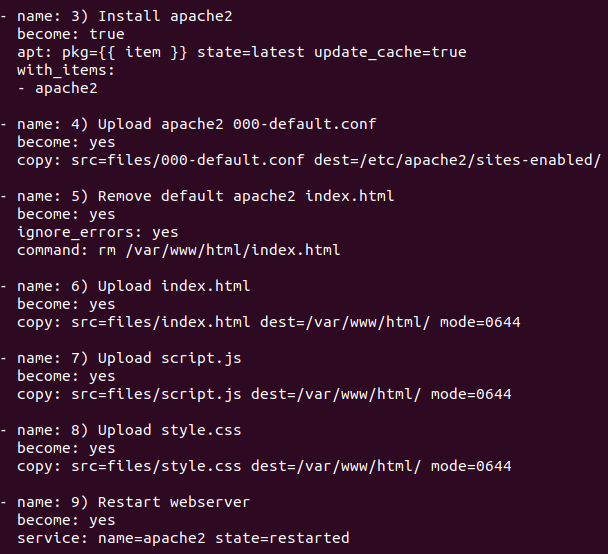 - name: 3) Install apache2
  become: true
  apt: pkg={{ item }} state=latest update_cache=true
  with_items:
  - apache2

- name: 4) Upload apache2 000-default.conf
  become: yes
  copy: src=files/000-default.conf dest=/etc/apache2/sites-enabled/

- name: 5) Remove default apache2 index.html
  become: yes
  ignore_errors: yes
  command: rm /var/www/html/index.html

- name: 6) Upload index.html
  become: yes
  copy: src=files/index.html dest=/var/www/html/ mode=0644

- name: 7) Upload script.js
  become: yes
  copy: src=files/script.js dest=/var/www/html/ mode=0644

- name: 8) Upload style.css
  become: yes
  copy: src=files/style.css dest=/var/www/html/ mode=0644

- name: 9) Restart webserver
  become: yes
  service: name=apache2 state=restarted